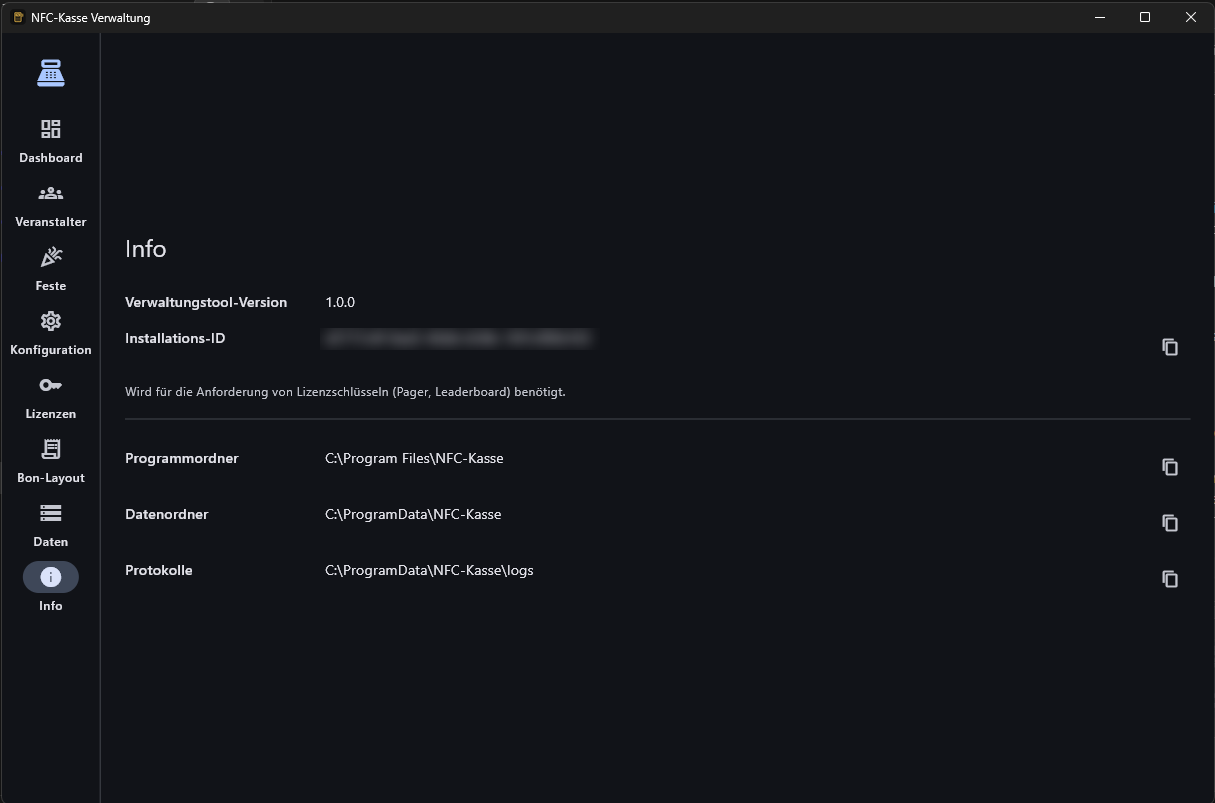 NFC-Kasse Verwaltung
Dashboard
Veranstalter
Feste
Konfiguration
Lizenzen
Bon-Layout
Daten
Info
Info
Verwaltungstool-Version 1.0.0
Installations-ID
Wird für die Anforderung von Lizenzschlüsseln (Pager, Leaderboard) benötigt.
Programmordner C:\Program Files\NFC-Kasse
Datenordner C:\ProgramData\NFC-Kasse
Protokolle C:\ProgramData\NFC-Kasse\logs